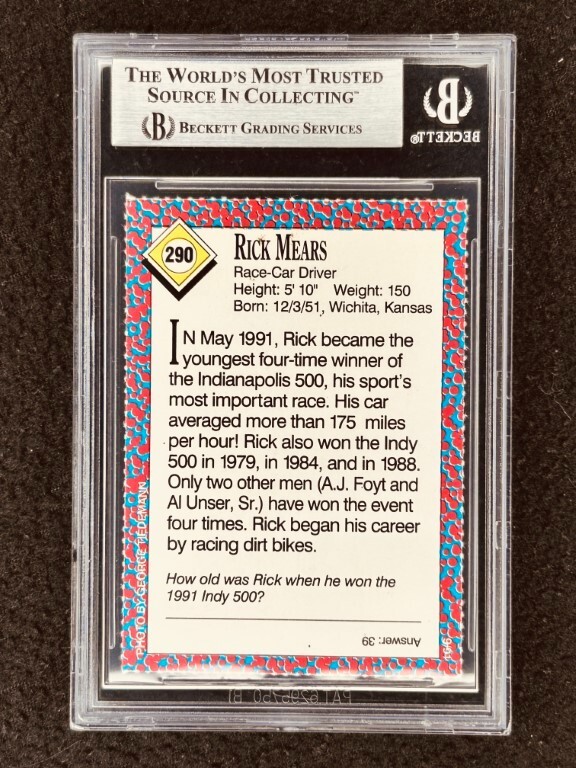 THE WORLD'S MOST TRUSTED
SOURCE IN COLLECTING™
B BECKETT GRADING SERVICES
B
BECKETT®
290
RICK MEARS
Race-Car Driver
Height: 5' 10" Weight: 150
Born: 12/3/51, Wichita, Kansas
IN May 1991, Rick became the
youngest four-time winner of
the Indianapolis 500, his sport's
most important race. His car
averaged more than 175 miles
per hour! Rick also won the Indy
500 in 1979, in 1984, and in 1988.
Only two other men (A.J. Foyt and
Al Unser, Sr.) have won the event
four times. Rick began his career
by racing dirt bikes.
How old was Rick when he won the
1991 Indy 500?
Answer: 39
PHOTO BY GEORGE TIEDEMANN